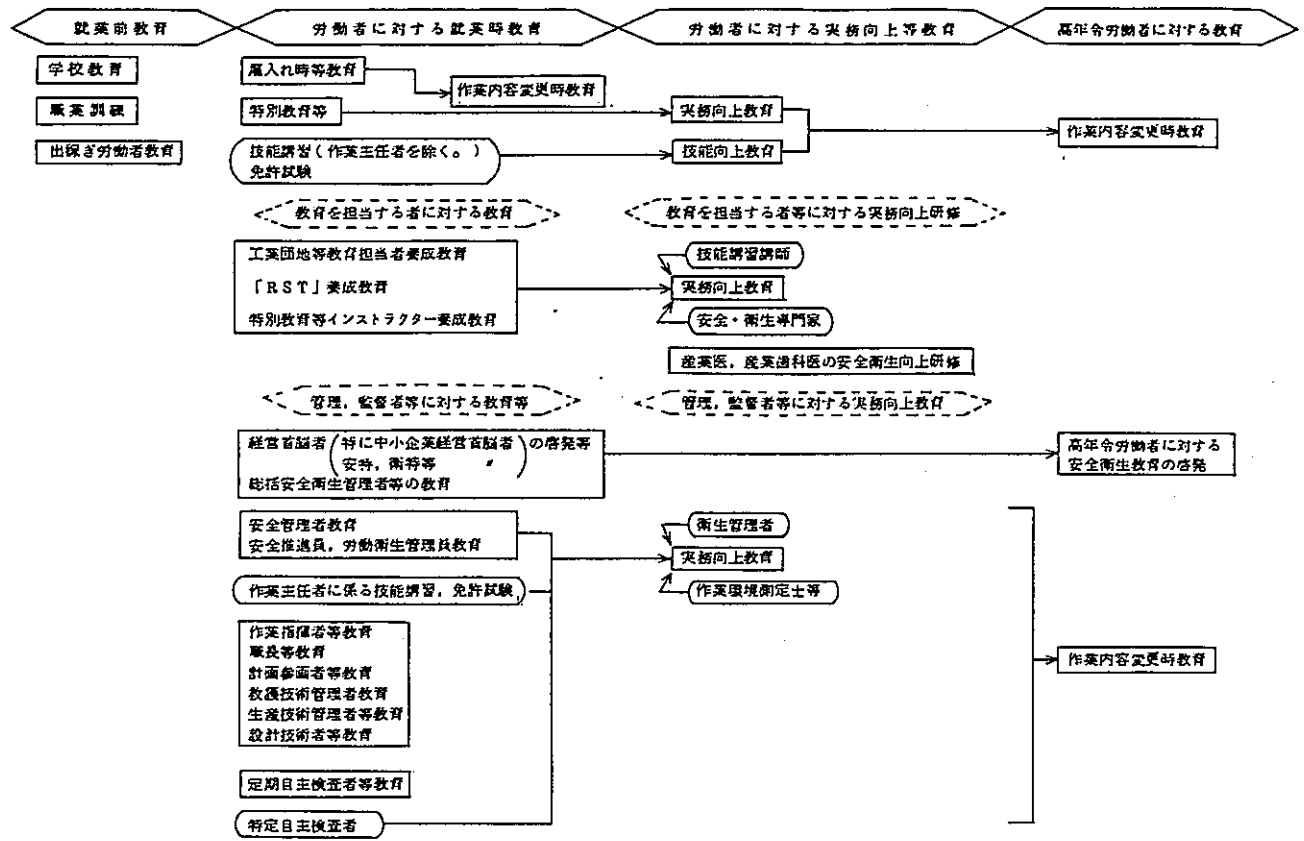 就業前教育
労働者に対する就業時教育
労働者に対する実務向上等教育
高年令労働者に対する教育
学校教育
職業訓練
出稼ぎ労働者教育
雇入れ時等教育
作業内容変更時教育
特別教育等
実務向上教育
作業内容変更時教育
技能講習(作業主任者を除く。)
免許試験
技能向上教育
教育を担当する者に対する教育
教育を担当する者等に対する実務向上研修
工業団地等教育担当者養成教育
「RST」養成教育
特別教育等インストラクター養成教育
技能講習講師
実務向上教育
安全・衛生専門家
産業医,産業歯科医の安全衛生向上研修
管理,監督者等に対する教育等
管理,監督者等に対する実務向上教育
経営首脳者(特に中小企業経営首脳者)の啓発等
安特,衛特等 〃
総括安全衛生管理者等の教育
高年令労働者に対する
安全衛生教育の啓発
安全管理者教育
安全推進員,労働衛生管理員教育
衛生管理者
実務向上教育
作業環境測定士等
作業主任者に係る技能講習,免許試験
作業指揮者等教育
職長等教育
計画参画者等教育
救護技術管理者教育
生産技術管理者等教育
設計技術者等教育
作業内容変更時教育
定期自主検査者等教育
特定自主検査者